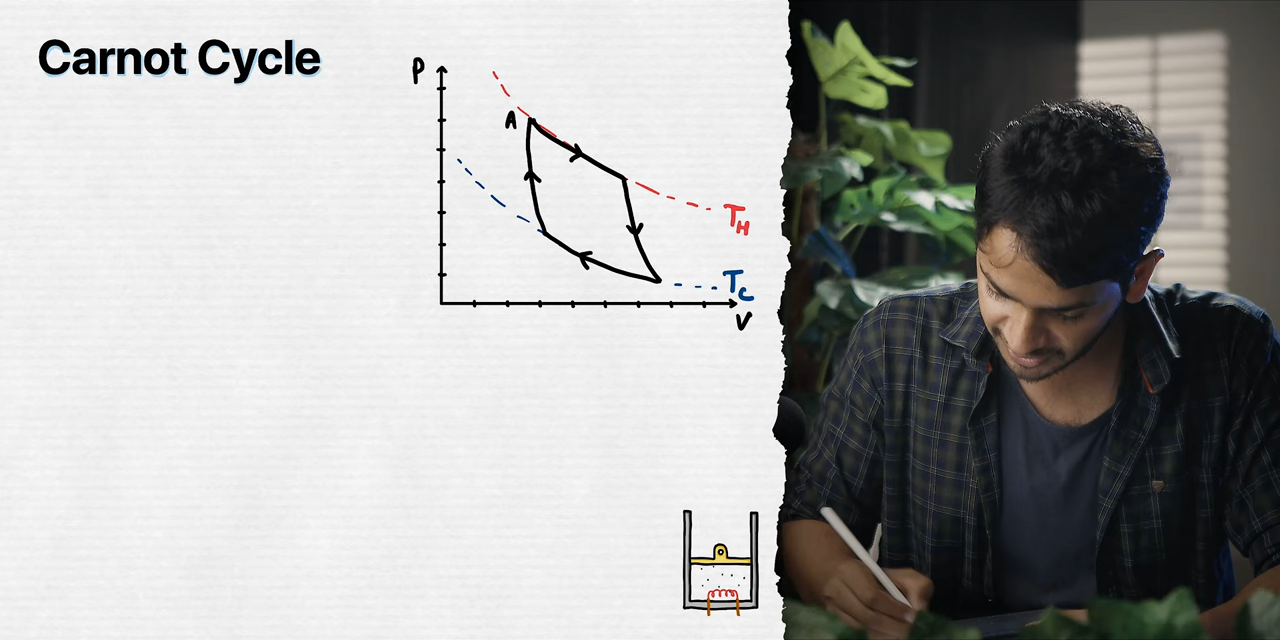 Carnot Cycle
P
A
T_H
T_C
V